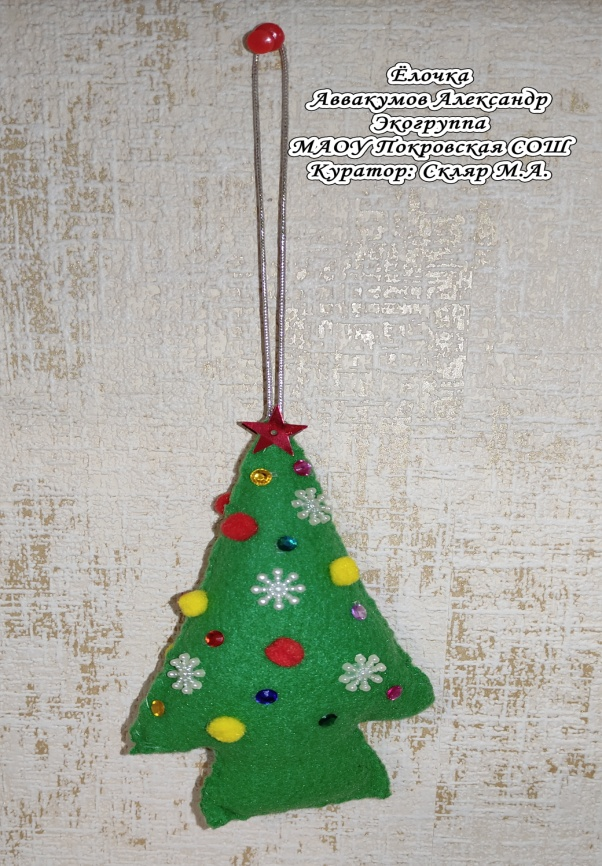 Ёлочка
Аввакумов Александр
Экогруппа
МАОУ Покровская СОШ
Куратор: Скляр М.А.